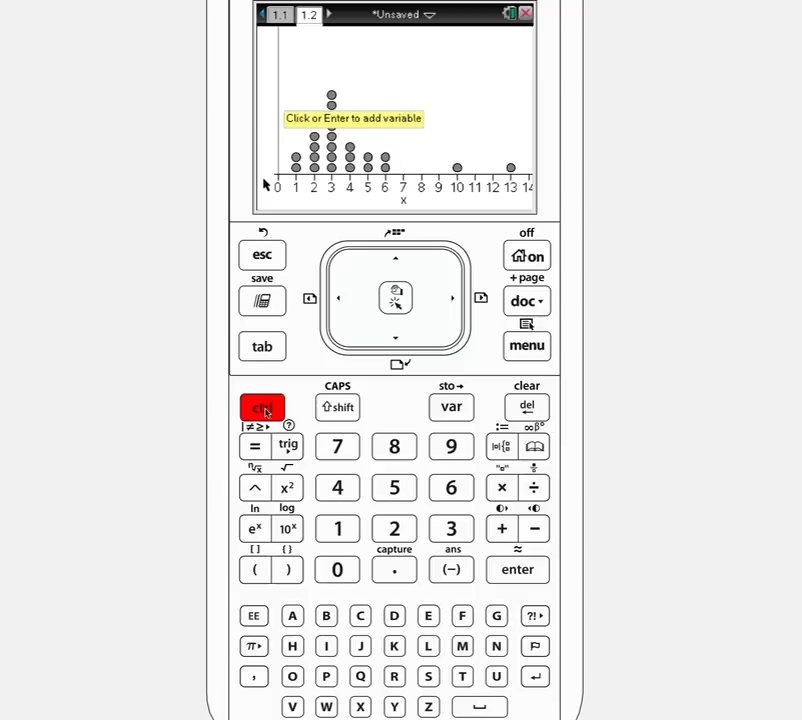 1.1 1.2 *Unsaved
Click or Enter to add variable
0 1 2 3 4 5 6 7 8 9 10 11 12 13 14
x
off
esc
on
save
+ page
doc
tab
menu
CAPS sto→ clear
ctrl ⇧shift var del
|≠≥▸ ? := ∞β°
= trig 7 8 9
ⁿ√x √ "□"
^ x² 4 5 6 × ÷
ln log
eˣ 10ˣ 1 2 3 + −
[ ] { } capture ans ≈
( ) 0 . (−) enter
EE A B C D E F G ?!▸
π▸ H I J K L M N
, O P Q R S T U ↵
V W X Y Z